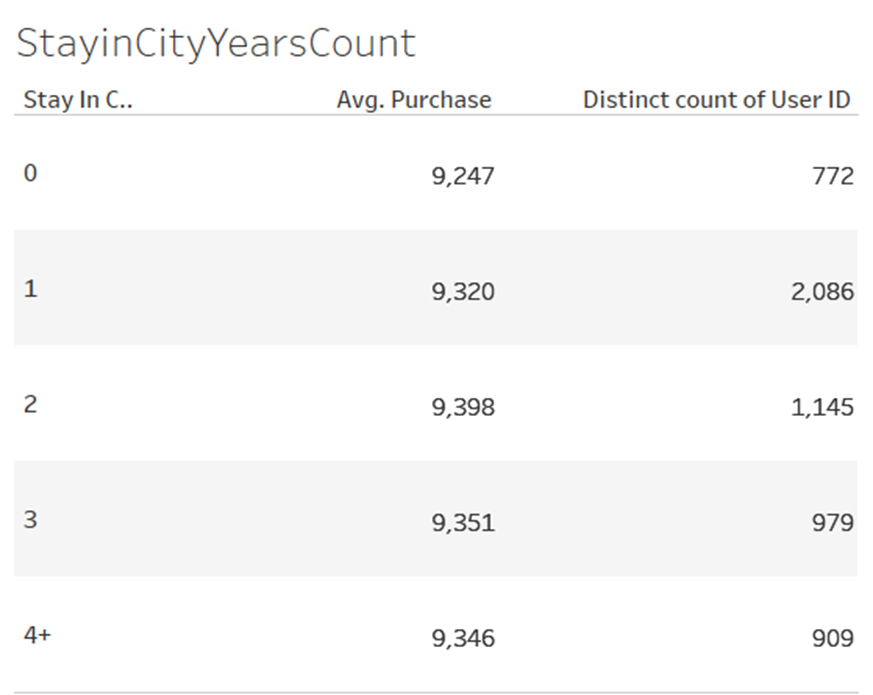 StayinCityYearsCount
Stay In C.. Avg. Purchase Distinct count of User ID
0 9,247 772
1 9,320 2,086
2 9,398 1,145
3 9,351 979
4+ 9,346 909